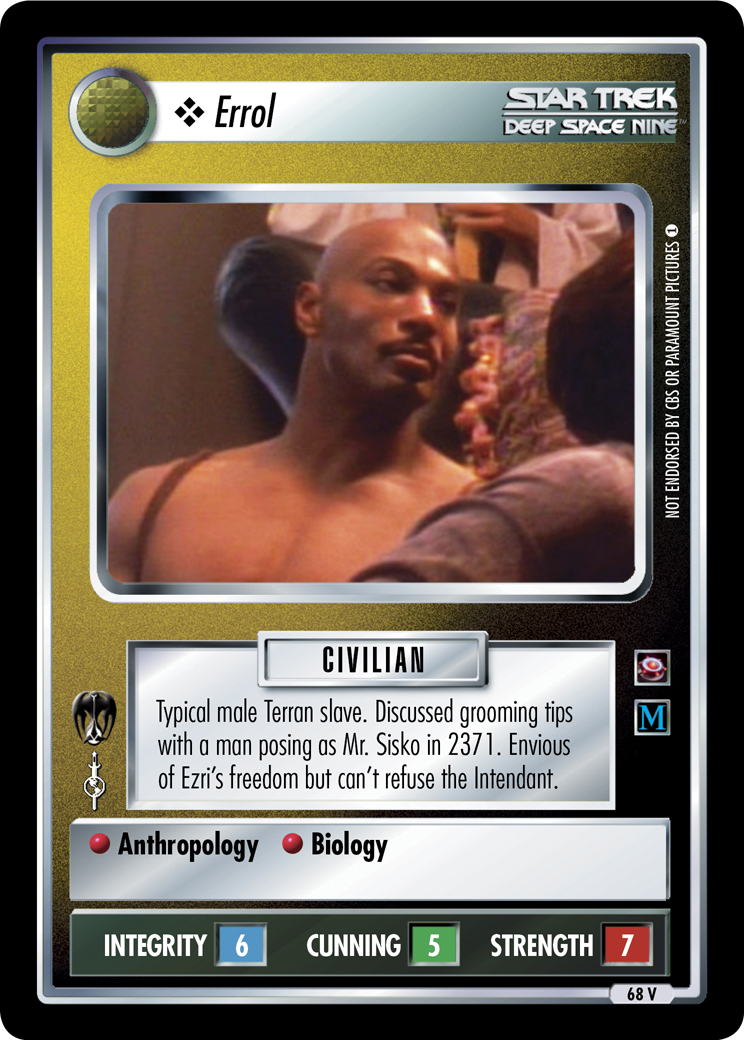 ❖ Errol
STAR TREK
DEEP SPACE NINE™
NOT ENDORSED BY CBS OR PARAMOUNT PICTURES 1
CIVILIAN
Typical male Terran slave. Discussed grooming tips
with a man posing as Mr. Sisko in 2371. Envious
of Ezri's freedom but can't refuse the Intendant.
M
Anthropology Biology
INTEGRITY 6 CUNNING 5 STRENGTH 7
68 V